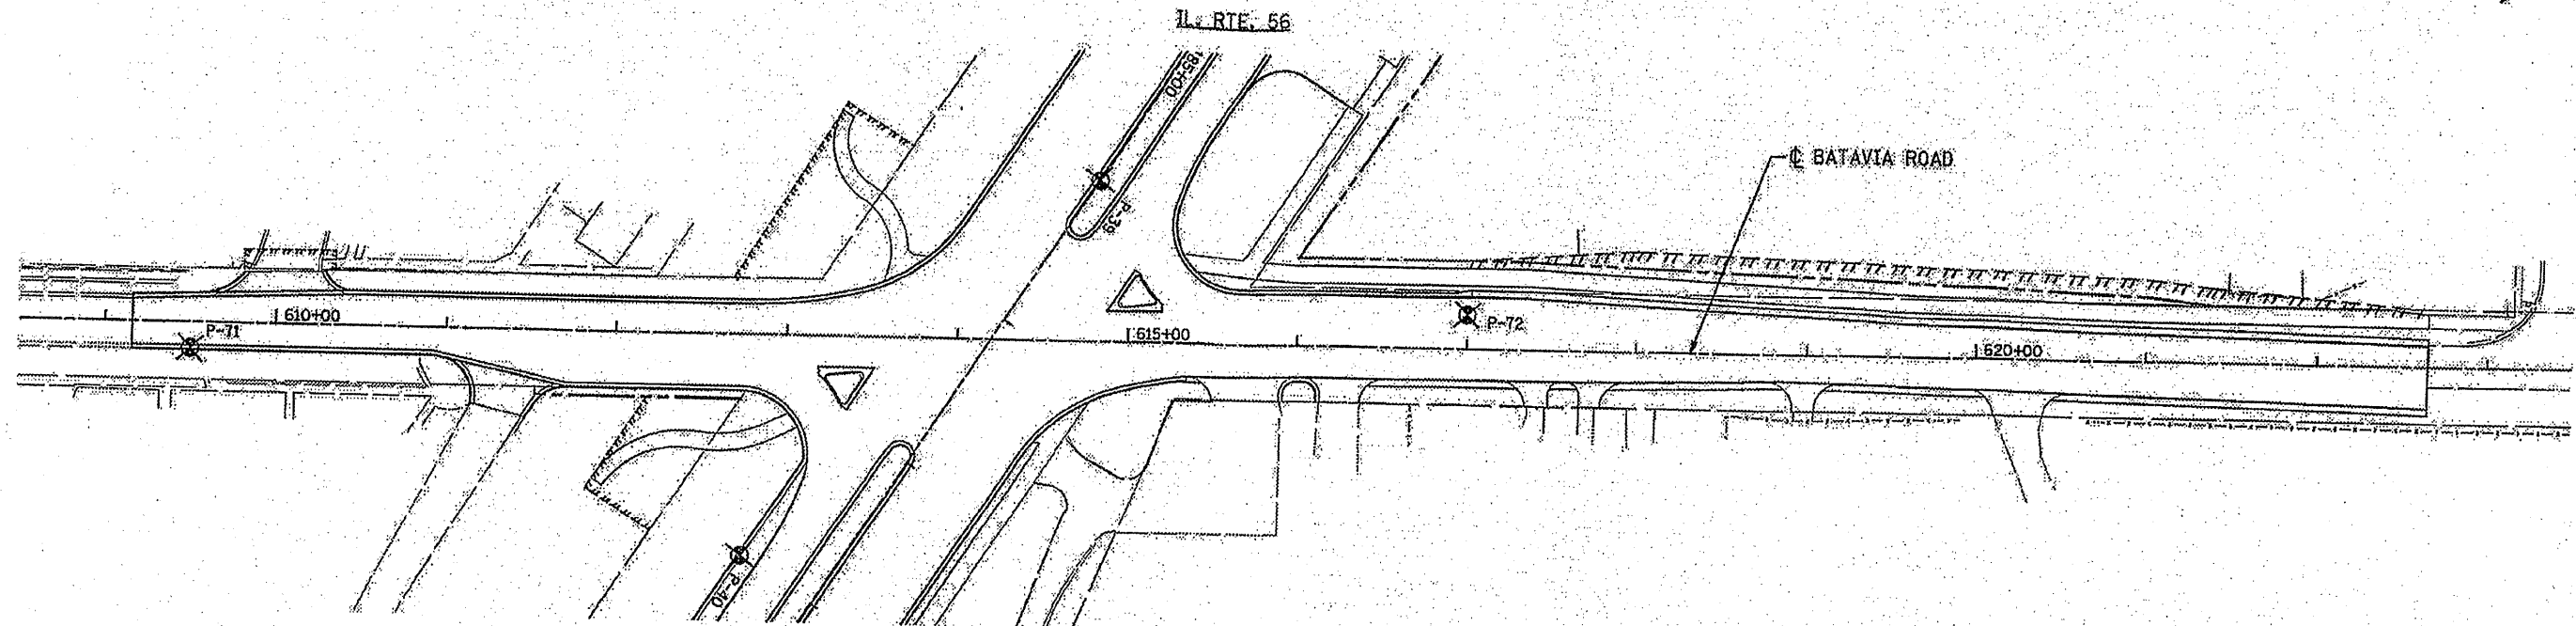 IL. RTE. 56
185+00
℄ BATAVIA ROAD
P-39
610+00
P-71
615+00
P-72
620+00
P-40